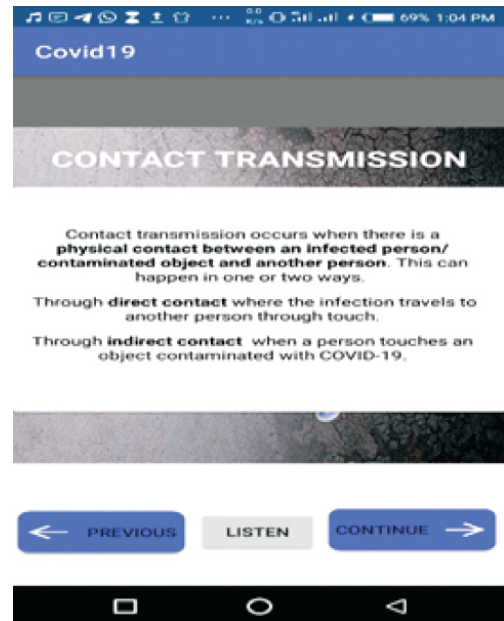 0.0
K/s 69% 1:04 PM
Covid19
CONTACT TRANSMISSION
Contact transmission occurs when there is a
physical contact between an infected person/
contaminated object and another person. This can
happen in one or two ways.
Through direct contact where the infection travels to
another person through touch.
Through indirect contact when a person touches an
object contaminated with COVID-19.
PREVIOUS
LISTEN
CONTINUE